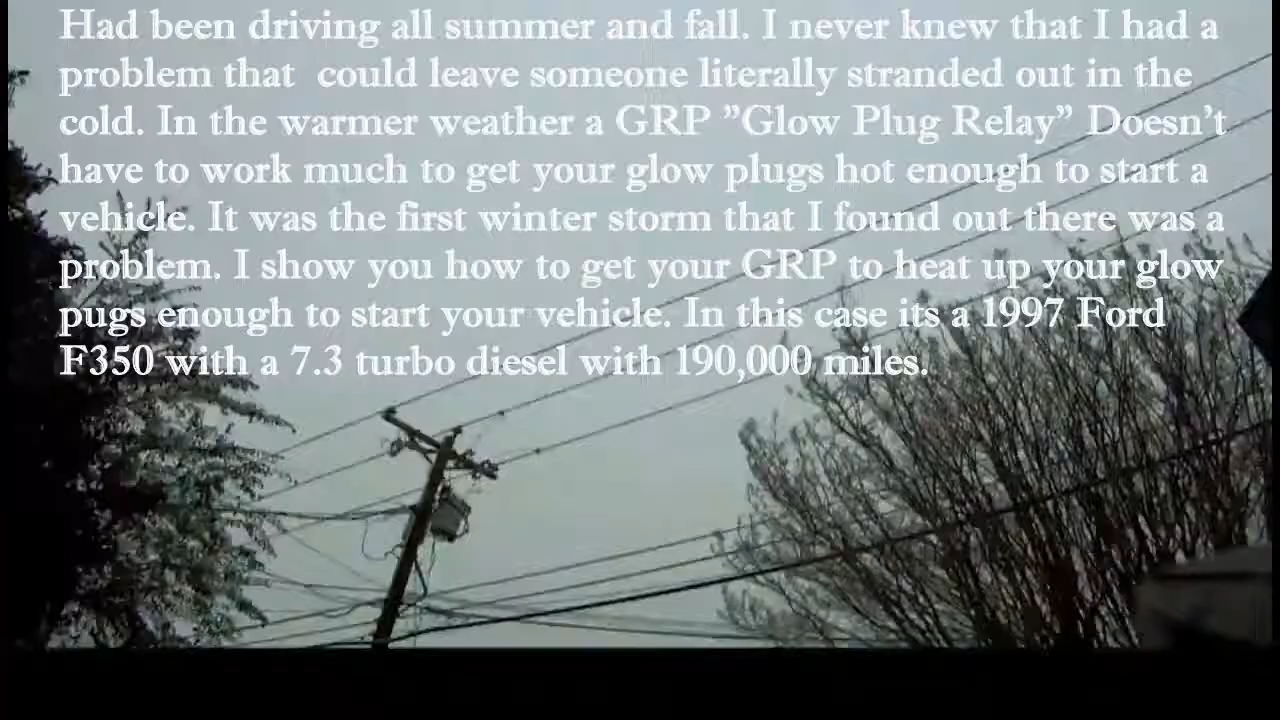 Had been driving all summer and fall. I never knew that I had a
problem that  could leave someone literally stranded out in the
cold. In the warmer weather a GRP ”Glow Plug Relay” Doesn’t
have to work much to get your glow plugs hot enough to start a
vehicle. It was the first winter storm that I found out there was a
problem. I show you how to get your GRP to heat up your glow
pugs enough to start your vehicle. In this case its a 1997 Ford
F350 with a 7.3 turbo diesel with 190,000 miles.